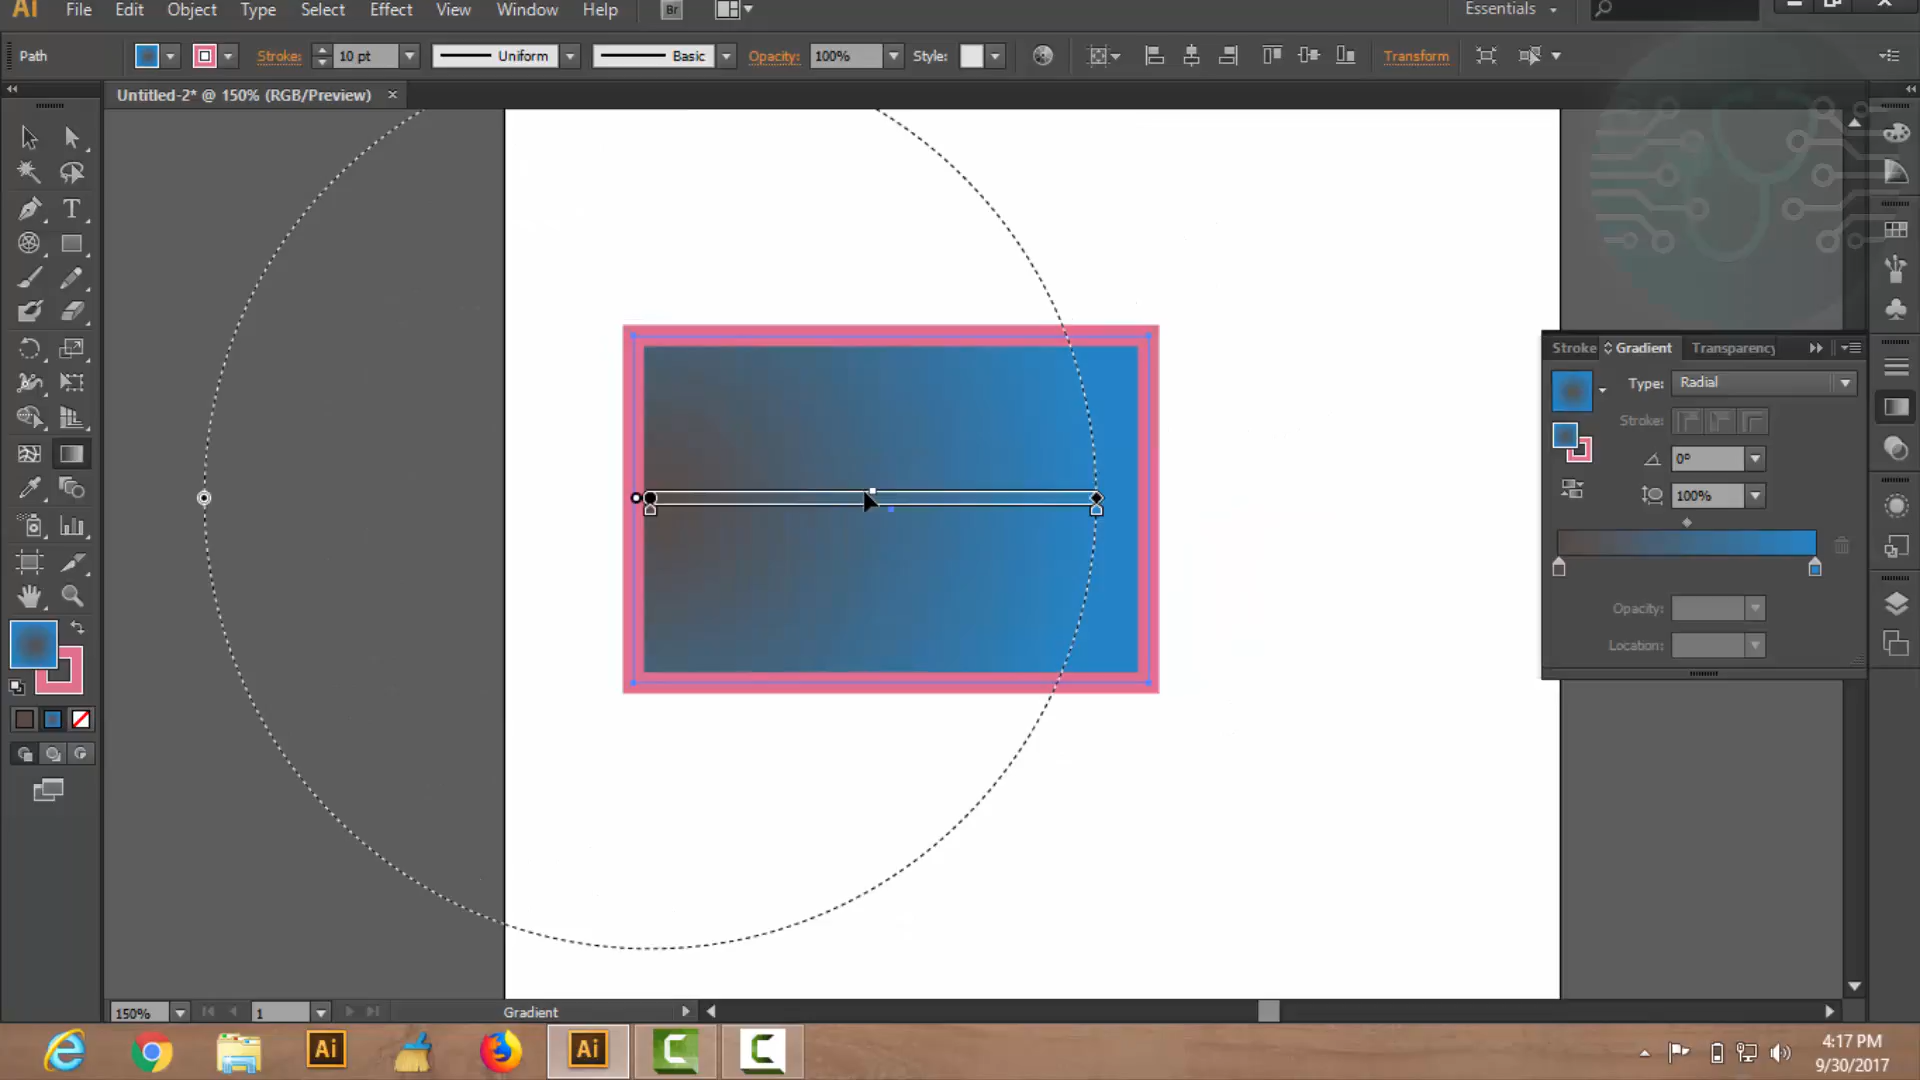 Ai File Edit Object Type Select Effect View Window Help Br Essentials
Path Stroke: 10 pt Uniform Basic Opacity: 100% Style: Transform
Untitled-2* @ 150% (RGB/Preview) ×
T
Stroke Gradient Transparency
Type: Radial
Stroke:
0°
100%
Opacity:
Location:
150% 1 Gradient
Ai Ai
4:17 PM
9/30/2017